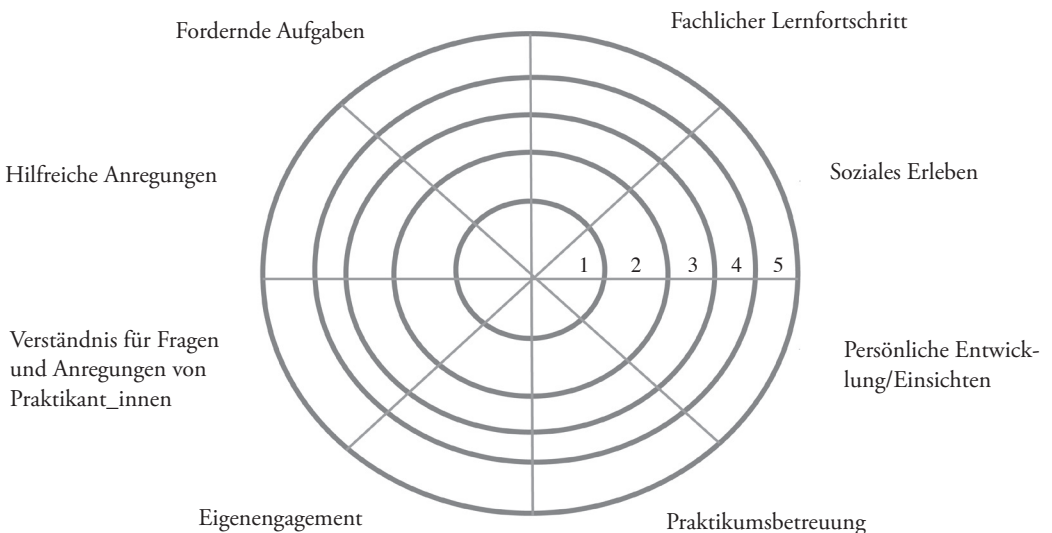 Fachlicher Lernfortschritt
Fordernde Aufgaben
Hilfreiche Anregungen
Soziales Erleben
1 2 3 4 5
Verständnis für Fragen
und Anregungen von
Praktikant_innen
Persönliche Entwick-
lung/Einsichten
Eigenengagement
Praktikumsbetreuung